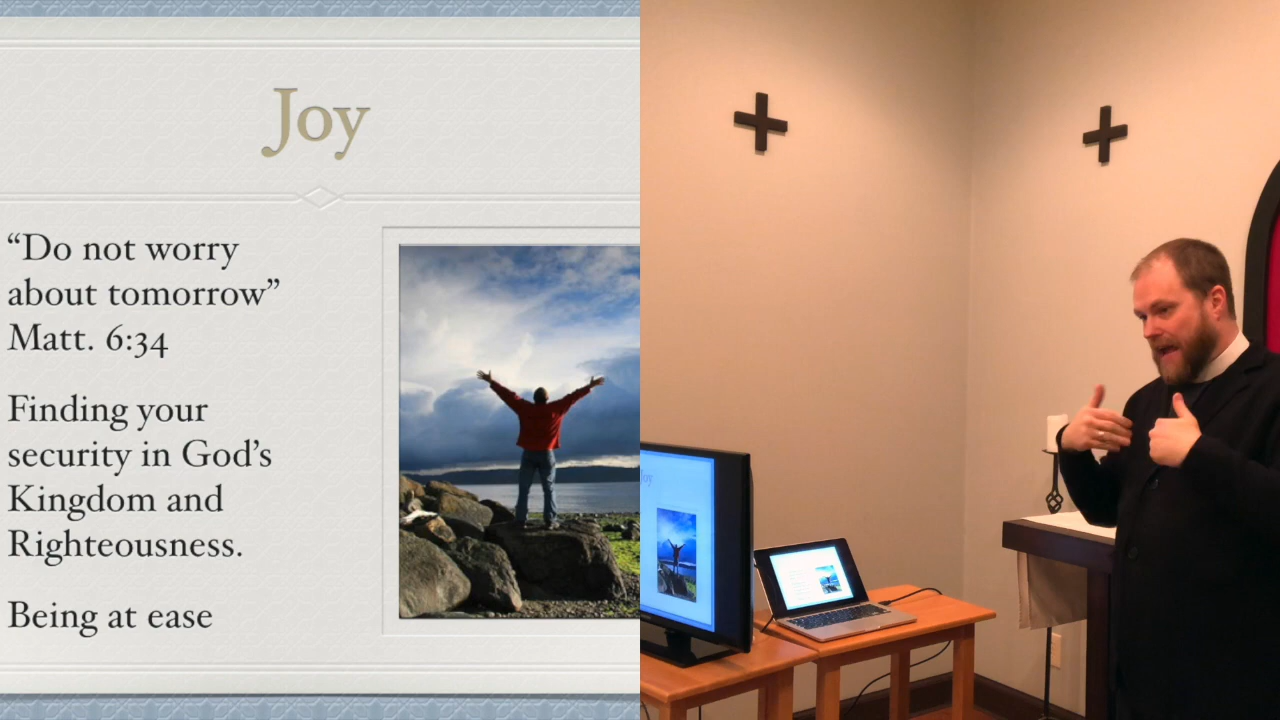 Joy
“Do not worry
about tomorrow”
Matt. 6:34
Finding your
security in God’s
Kingdom and
Righteousness.
Being at ease
Joy